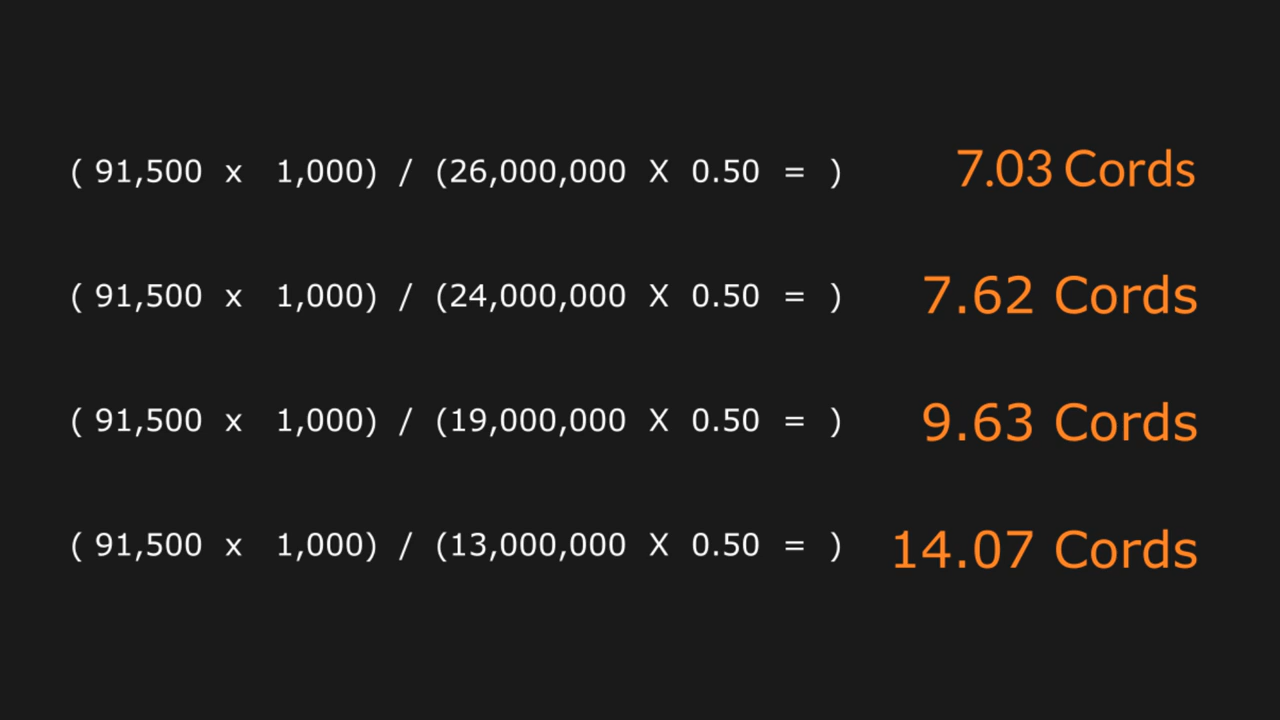 ( 91,500 x 1,000) / (26,000,000 X 0.50 = ) 7.03 Cords
( 91,500 x 1,000) / (24,000,000 X 0.50 = ) 7.62 Cords
( 91,500 x 1,000) / (19,000,000 X 0.50 = ) 9.63 Cords
( 91,500 x 1,000) / (13,000,000 X 0.50 = ) 14.07 Cords